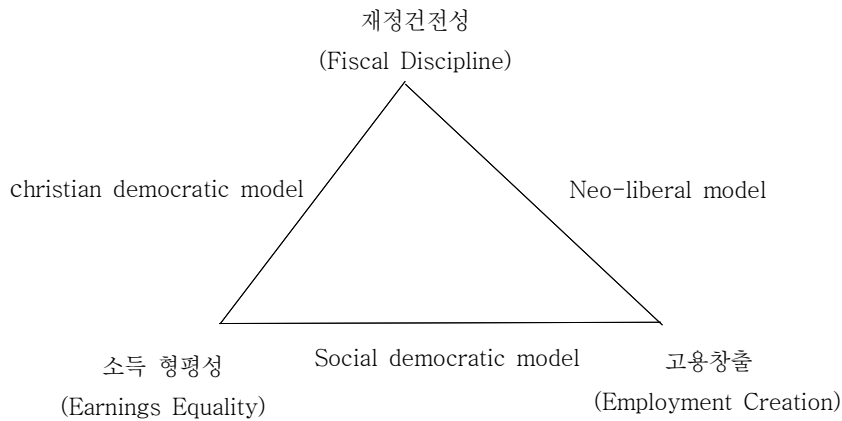 재정건전성
(Fiscal Discipline)
christian democratic model
Neo-liberal model
소득 형평성
(Earnings Equality)
Social democratic model
고용창출
(Employment Creation)